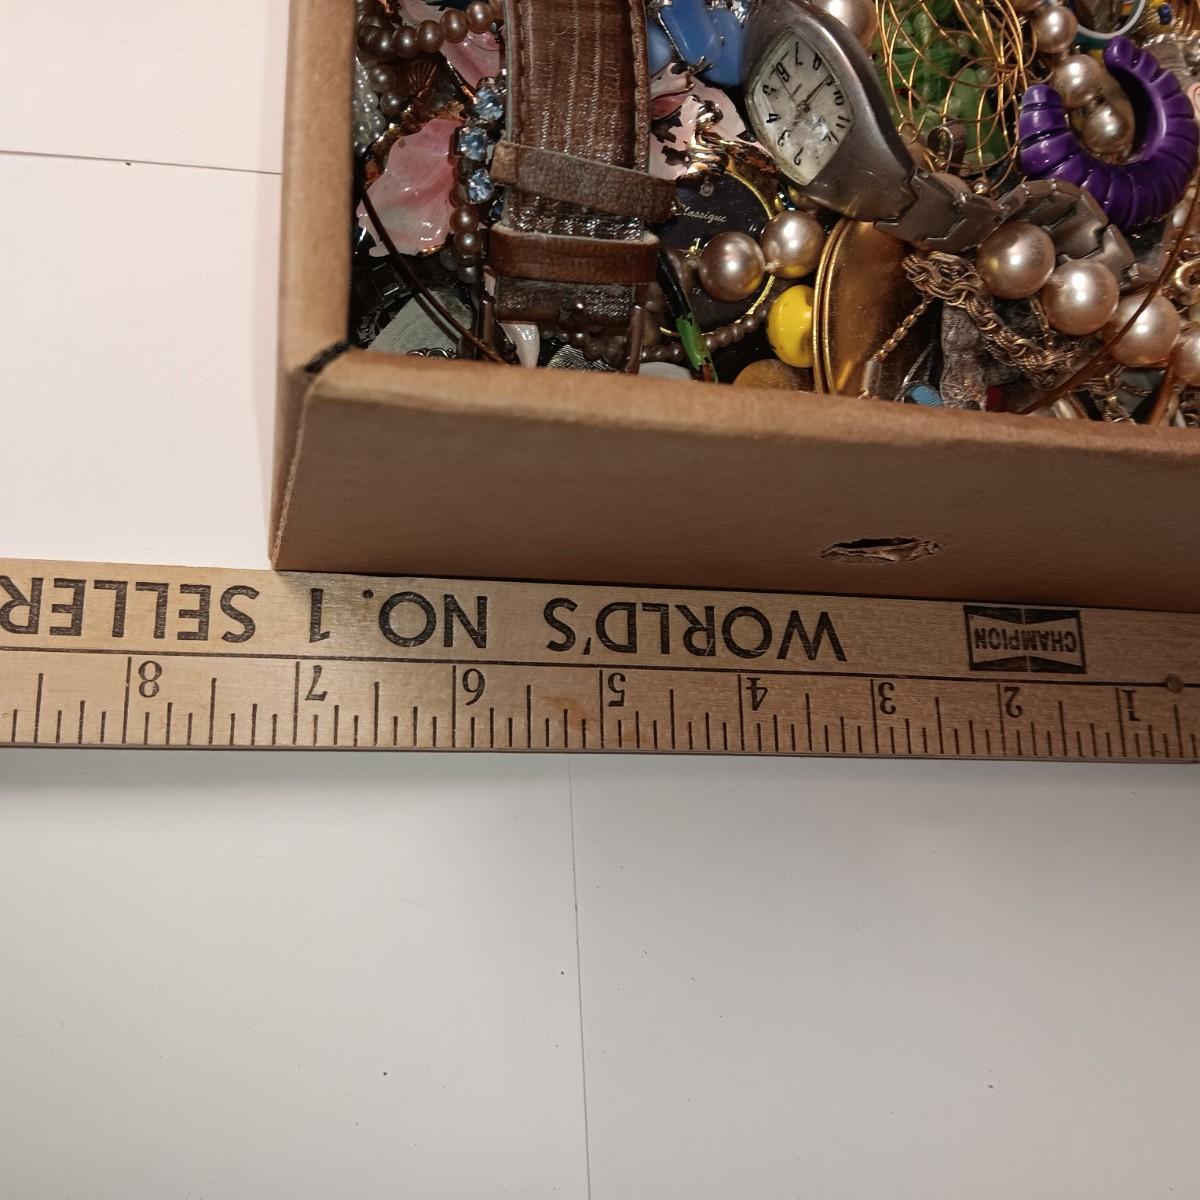 Classique
CHAMPION
WORLD'S NO. 1 SELLER
1 2 3 4 5 6 7 8